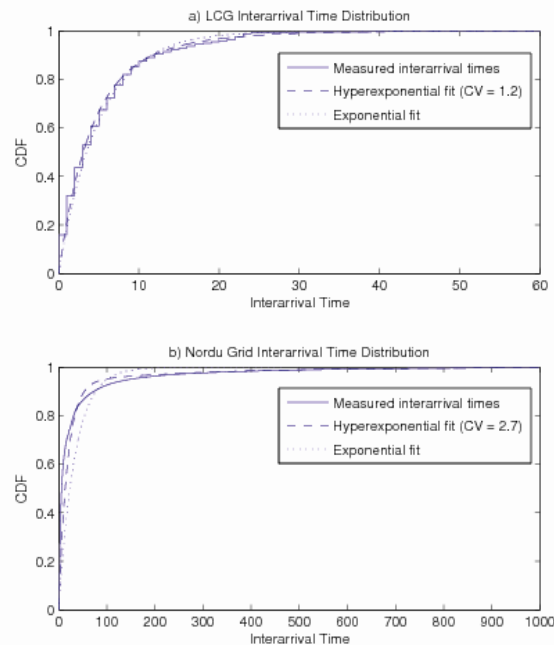 a) LCG Interarrival Time Distribution
1
0.8
0.6
0.4
0.2
0
CDF
Measured interarrival times
Hyperexponential fit (CV = 1.2)
Exponential fit
0 10 20 30 40 50 60
Interarrival Time
b) Nordu Grid Interarrival Time Distribution
1
0.8
0.6
0.4
0.2
0
CDF
Measured interarrival times
Hyperexponential fit (CV = 2.7)
Exponential fit
0 100 200 300 400 500 600 700 800 900 1000
Interarrival Time